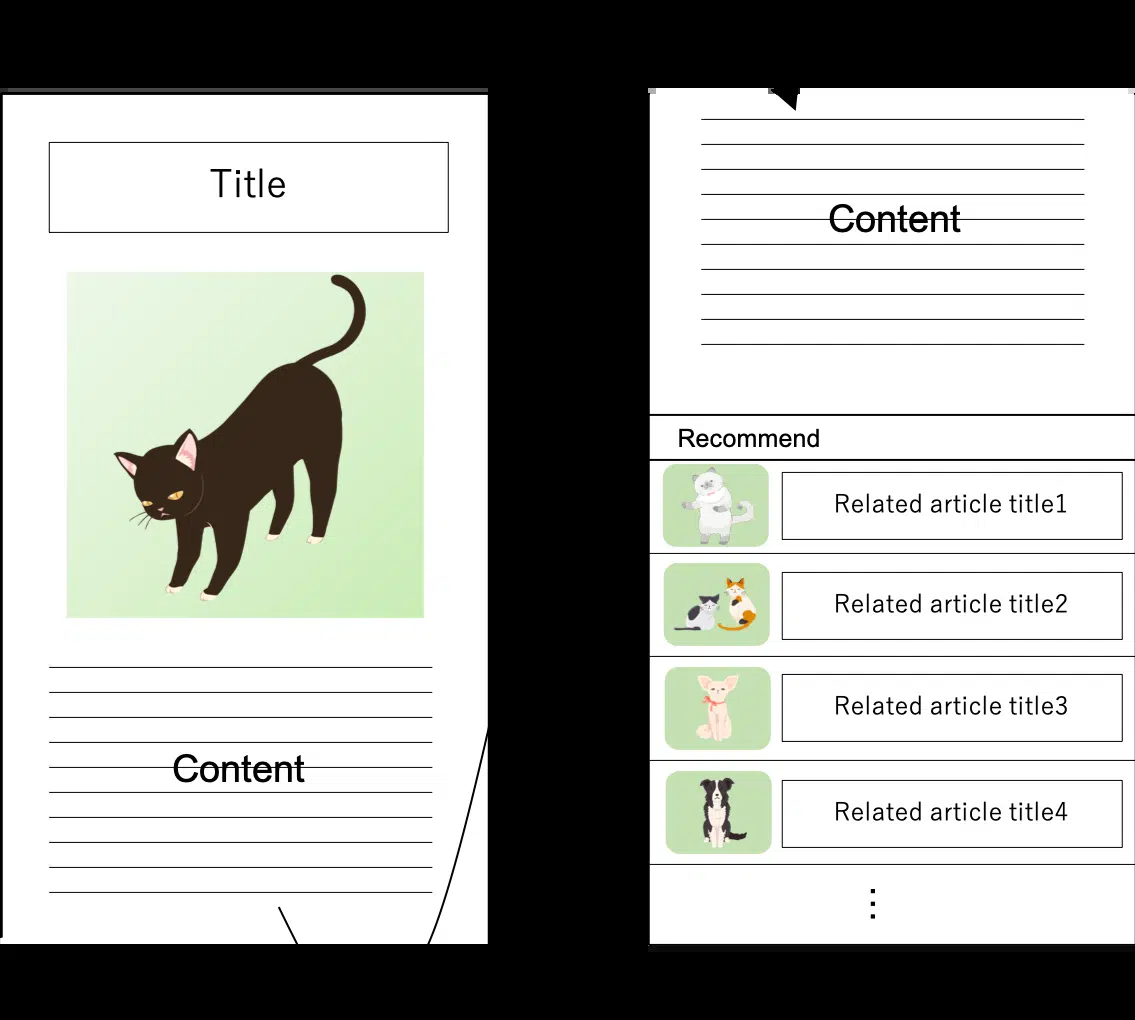 Title
Content
Content
Recommend
Related article title1
Related article title2
Related article title3
Related article title4
⋮